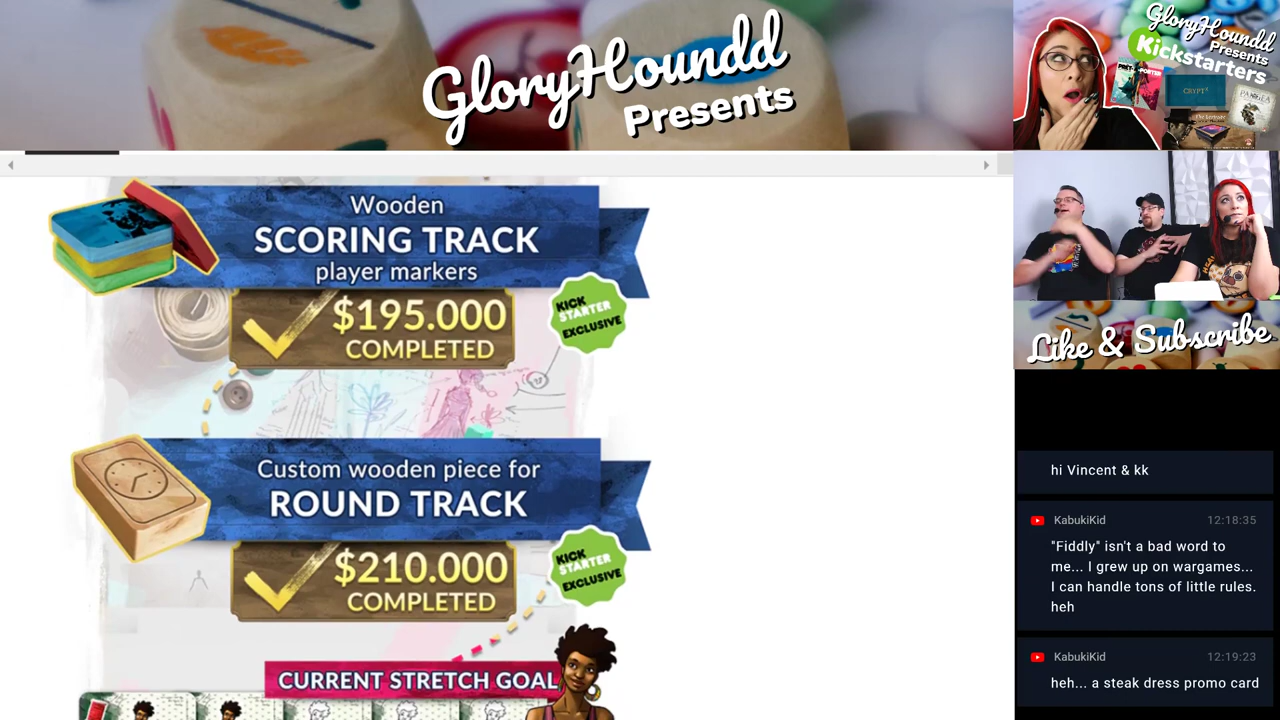 GloryHoundd
Presents
Wooden
SCORING TRACK
player markers
$195.000
COMPLETED
KICK
STARTER
EXCLUSIVE
Custom wooden piece for
ROUND TRACK
$210.000
COMPLETED
KICK
STARTER
EXCLUSIVE
CURRENT STRETCH GOAL
GloryHoundd
Presents
Kickstarters
CRYPT
PANGEA
Like & Subscribe
hi Vincent & kk
KabukiKid 12:18:35
"Fiddly" isn't a bad word to
me... I grew up on wargames...
I can handle tons of little rules.
heh
KabukiKid 12:19:23
heh... a steak dress promo card